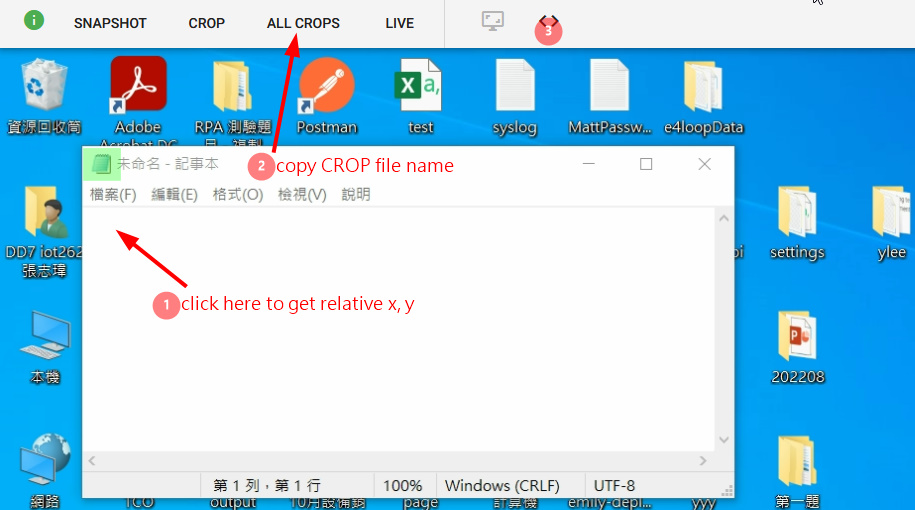 SNAPSHOT CROP ALL CROPS LIVE
3
資源回收筒 Adobe RPA 測驗題 Postman test syslog MattPassw... e4loopData
未命名 - 記事本
2 copy CROP file name
檔案(F) 編輯(E) 格式(O) 檢視(V) 說明
DD7 iot262
張志瑋
settings ylee
1 click here to get relative x, y
本機 202208
第 1 列，第 1 行 100% Windows (CRLF) UTF-8
網路 TCO output 10月設備鎖 page 計算機 emily-depl... yyy 第一題